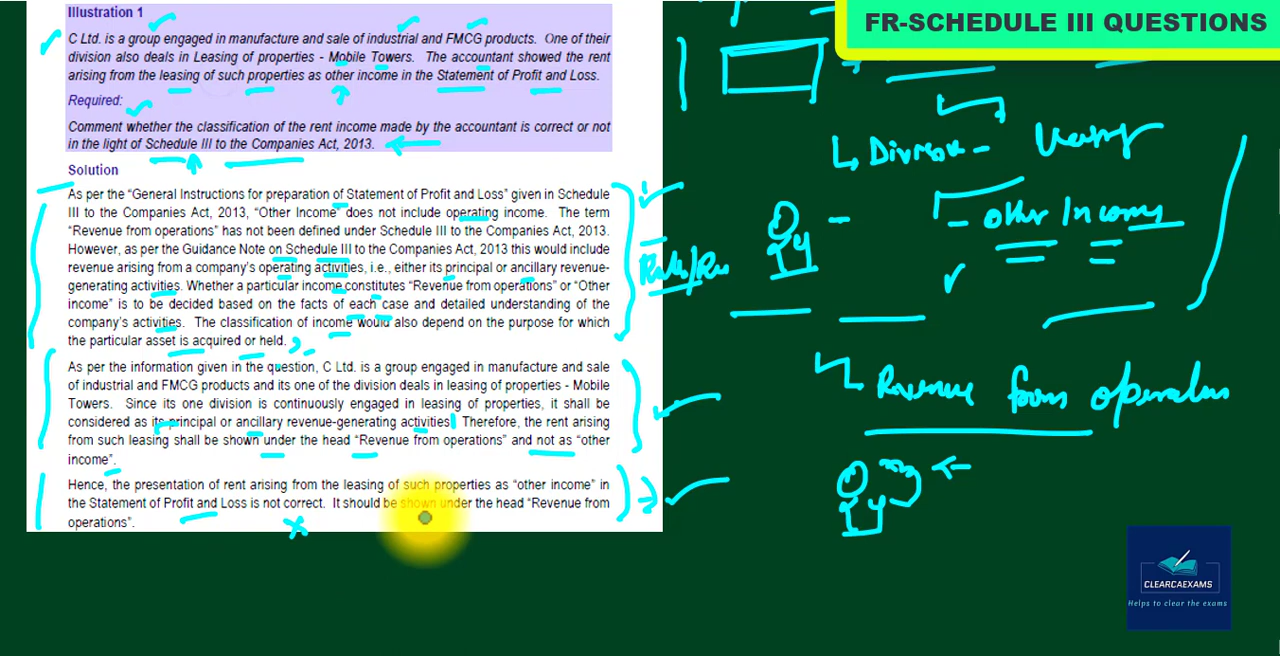 FR-SCHEDULE III QUESTIONS
Illustration 1
C Ltd. is a group engaged in manufacture and sale of industrial and FMCG products. One of their
division also deals in Leasing of properties - Mobile Towers. The accountant showed the rent
arising from the leasing of such properties as other income in the Statement of Profit and Loss.
Required:
Comment whether the classification of the rent income made by the accountant is correct or not
in the light of Schedule III to the Companies Act, 2013.
Solution
As per the “General Instructions for preparation of Statement of Profit and Loss” given in Schedule
III to the Companies Act, 2013, “Other Income” does not include operating income. The term
“Revenue from operations” has not been defined under Schedule III to the Companies Act, 2013.
However, as per the Guidance Note on Schedule III to the Companies Act, 2013 this would include
revenue arising from a company’s operating activities, i.e., either its principal or ancillary revenue-
generating activities. Whether a particular income constitutes “Revenue from operations” or “Other
income” is to be decided based on the facts of each case and detailed understanding of the
company’s activities. The classification of income would also depend on the purpose for which
the particular asset is acquired or held.
As per the information given in the question, C Ltd. is a group engaged in manufacture and sale
of industrial and FMCG products and its one of the division deals in leasing of properties - Mobile
Towers. Since its one division is continuously engaged in leasing of properties, it shall be
considered as its principal or ancillary revenue-generating activities. Therefore, the rent arising
from such leasing shall be shown under the head “Revenue from operations” and not as “other
income”.
Hence, the presentation of rent arising from the leasing of such properties as “other income” in
the Statement of Profit and Loss is not correct. It should be shown under the head “Revenue from
operations”.
other Income
Revenue from operation
CLEARCAEXAMS
Helps to clear the exams